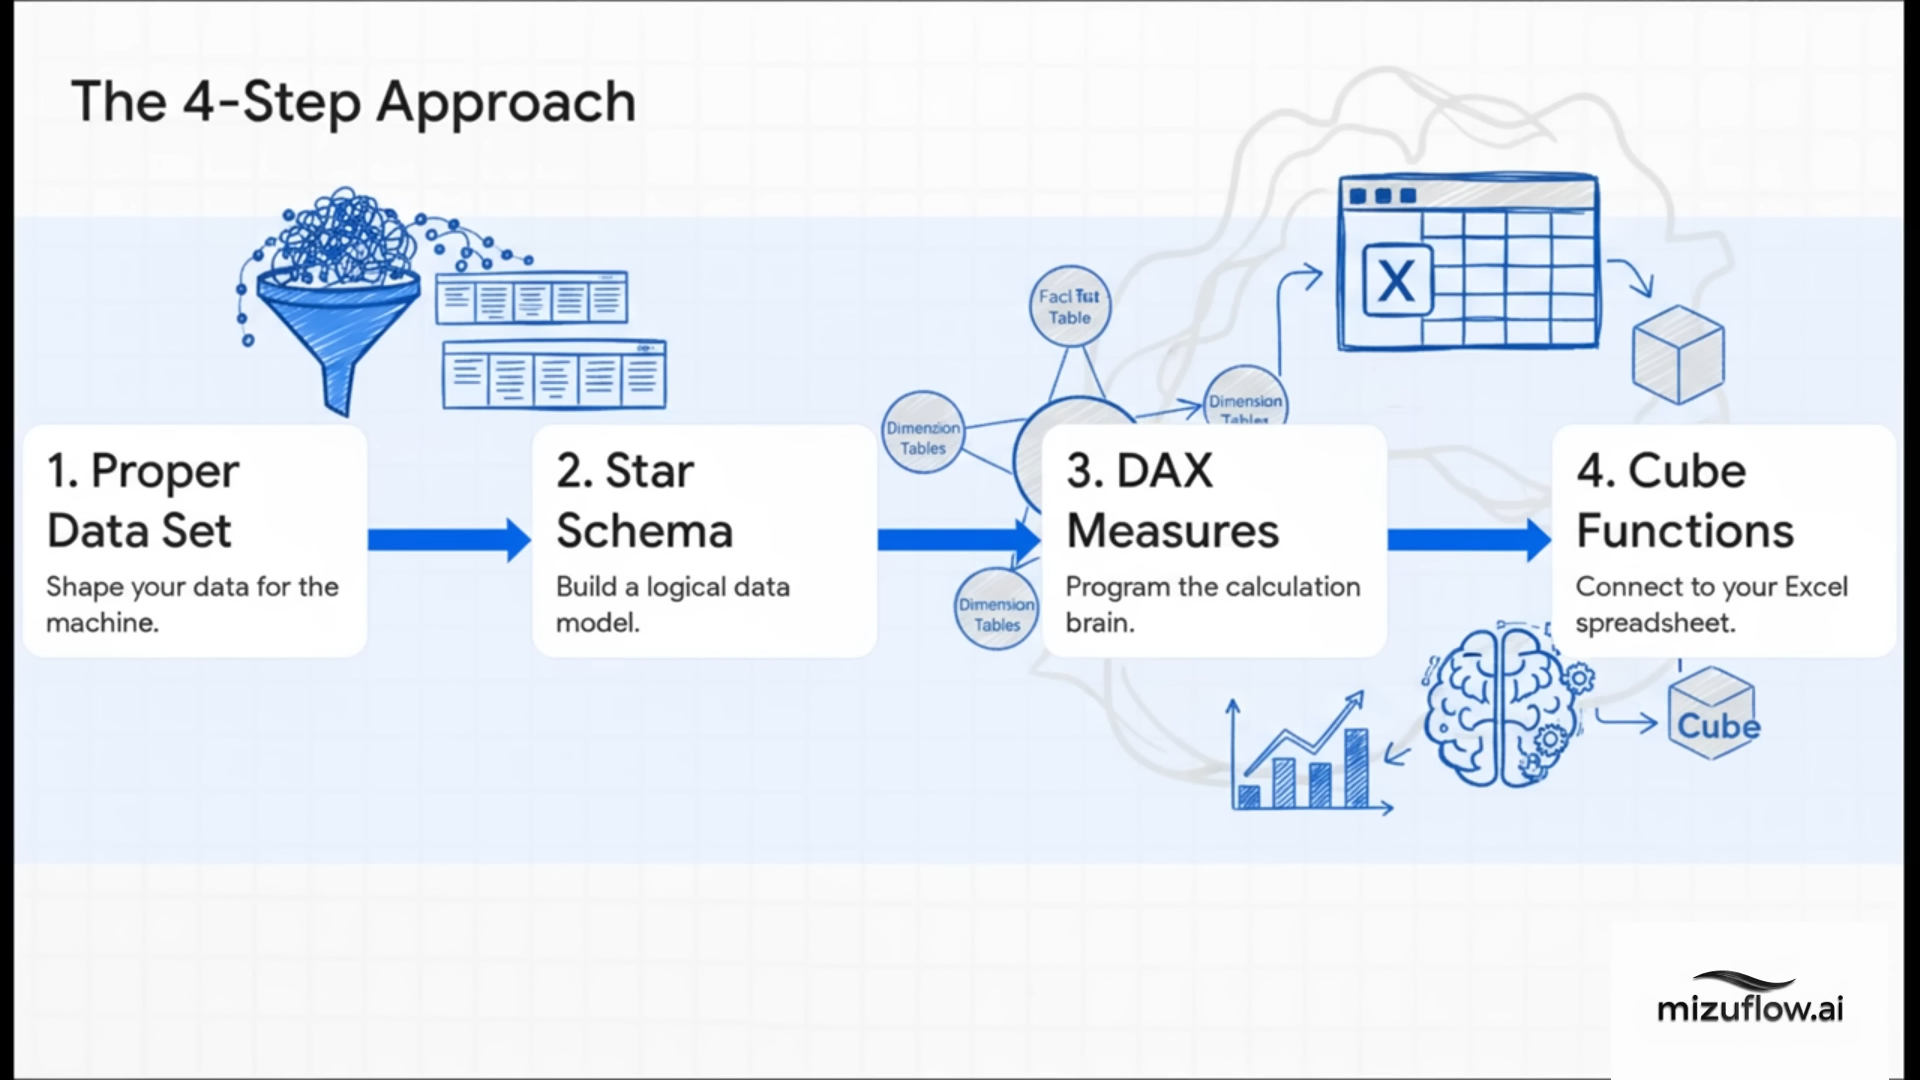 The 4-Step Approach
Table
Dimenzion
Tables
Dimension
X
1. Proper
Data Set
Shape your data for the
machine.
2. Star
Schema
Build a logical data
model.
3. DAX
Measures
Program the calculation
brain.
4. Cube
Functions
Connect to your Excel
spreadsheet.
Dimension
Tables
Cube
mizuflow.ai